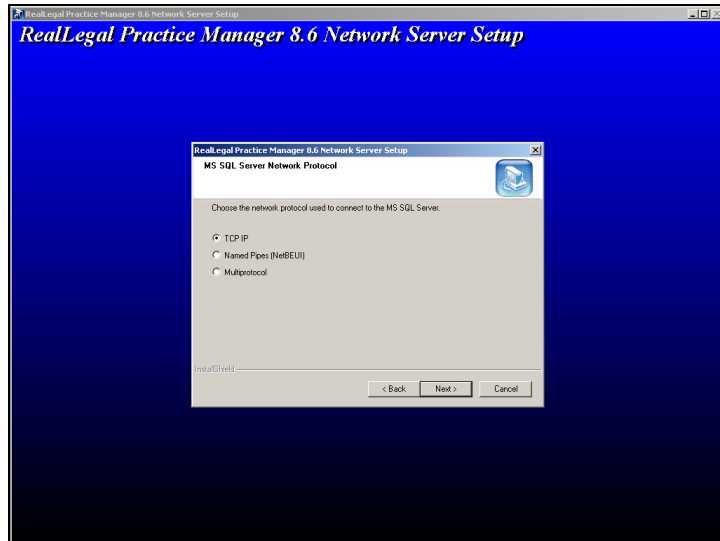 RealLegal Practice Manager 8.6 Network Server Setup
RealLegal Practice Manager 8.6 Network Server Setup
RealLegal Practice Manager 8.6 Network Server Setup
MS SQL Server Network Protocol
Choose the network protocol used to connect to the MS SQL Server.
TCP IP
Named Pipes (NetBEUI)
Multiprotocol
InstallShield
< Back
Next >
Cancel